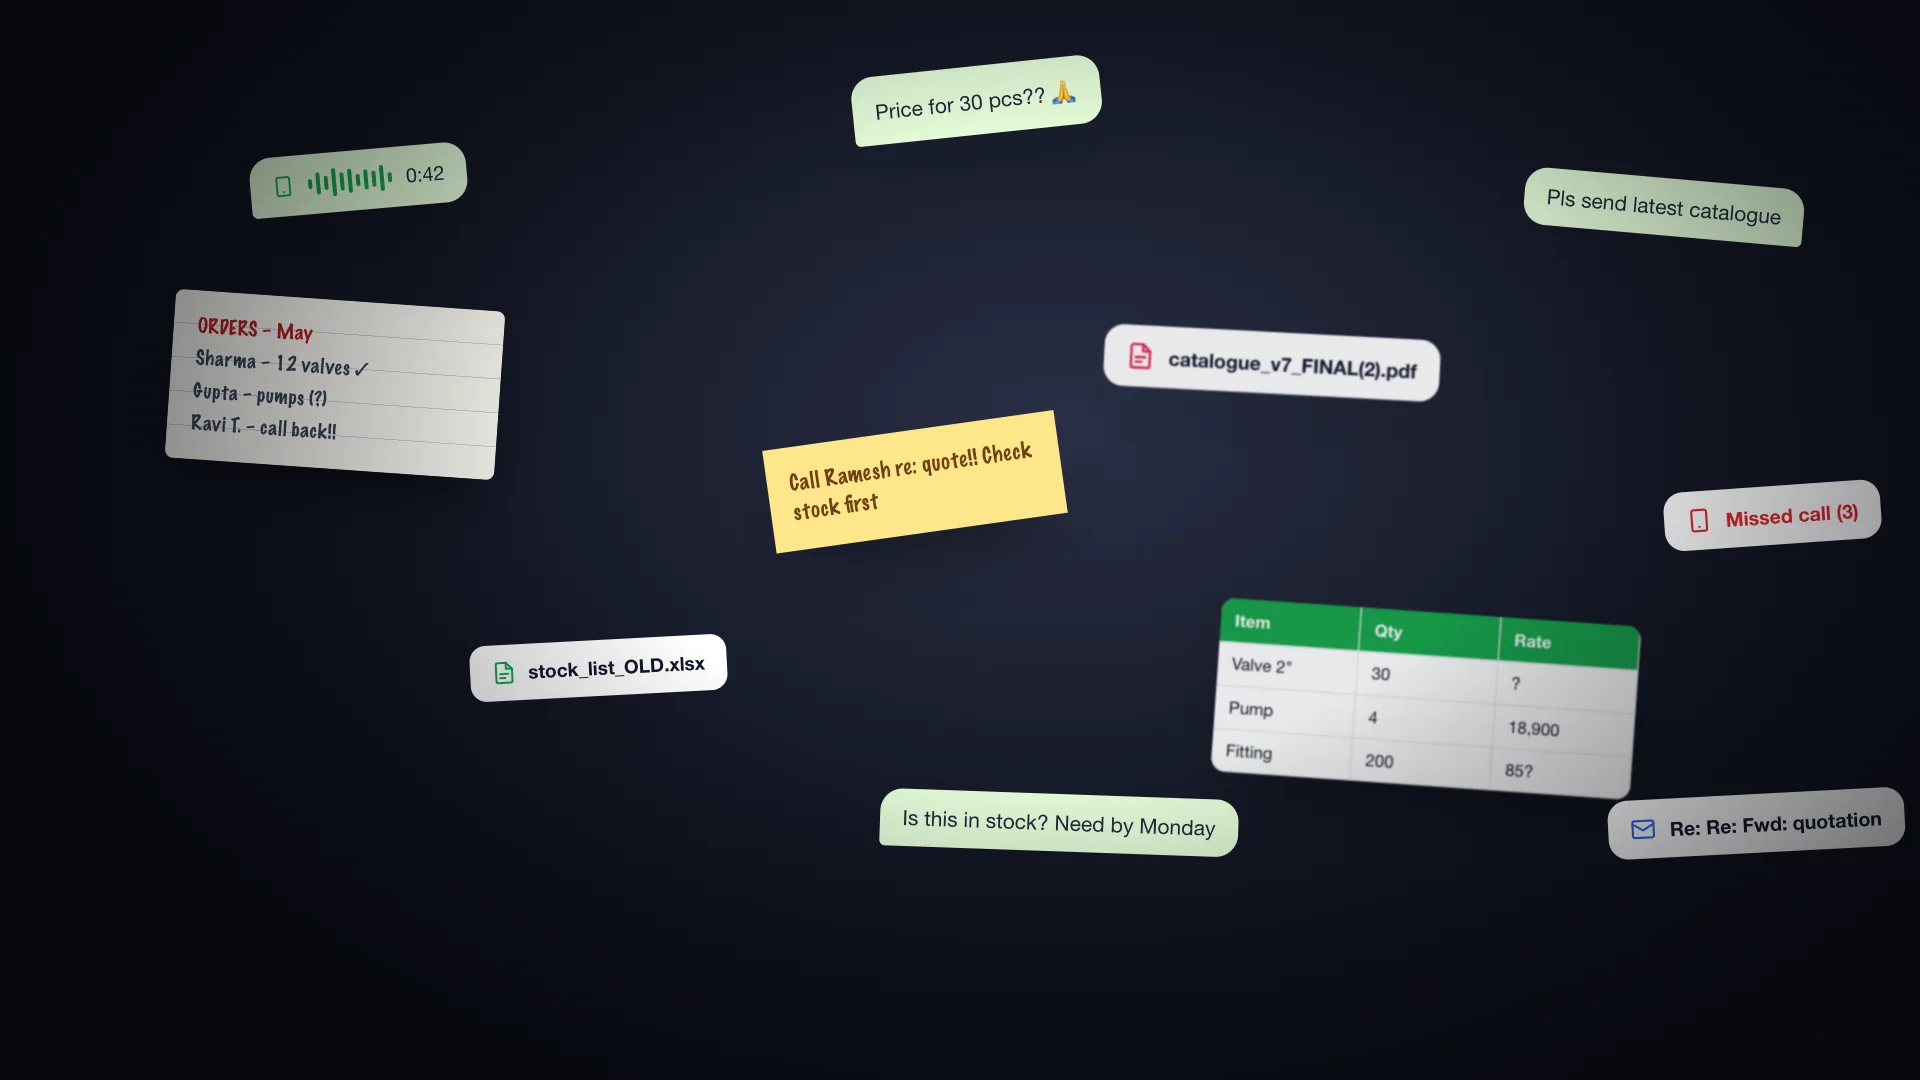 Price for 30 pcs?? 🙏
0:42
Pls send latest catalogue
ORDERS – May
Sharma – 12 valves ✓
Gupta – pumps (?)
Ravi T. – call back!!
catalogue_v7_FINAL(2).pdf
Call Ramesh re: quote!! Check
stock first
Missed call (3)
stock_list_OLD.xlsx
Item Qty Rate
Valve 2" 30 ?
Pump 4 18,900
Fitting 200 85?
Is this in stock? Need by Monday
Re: Re: Fwd: quotation